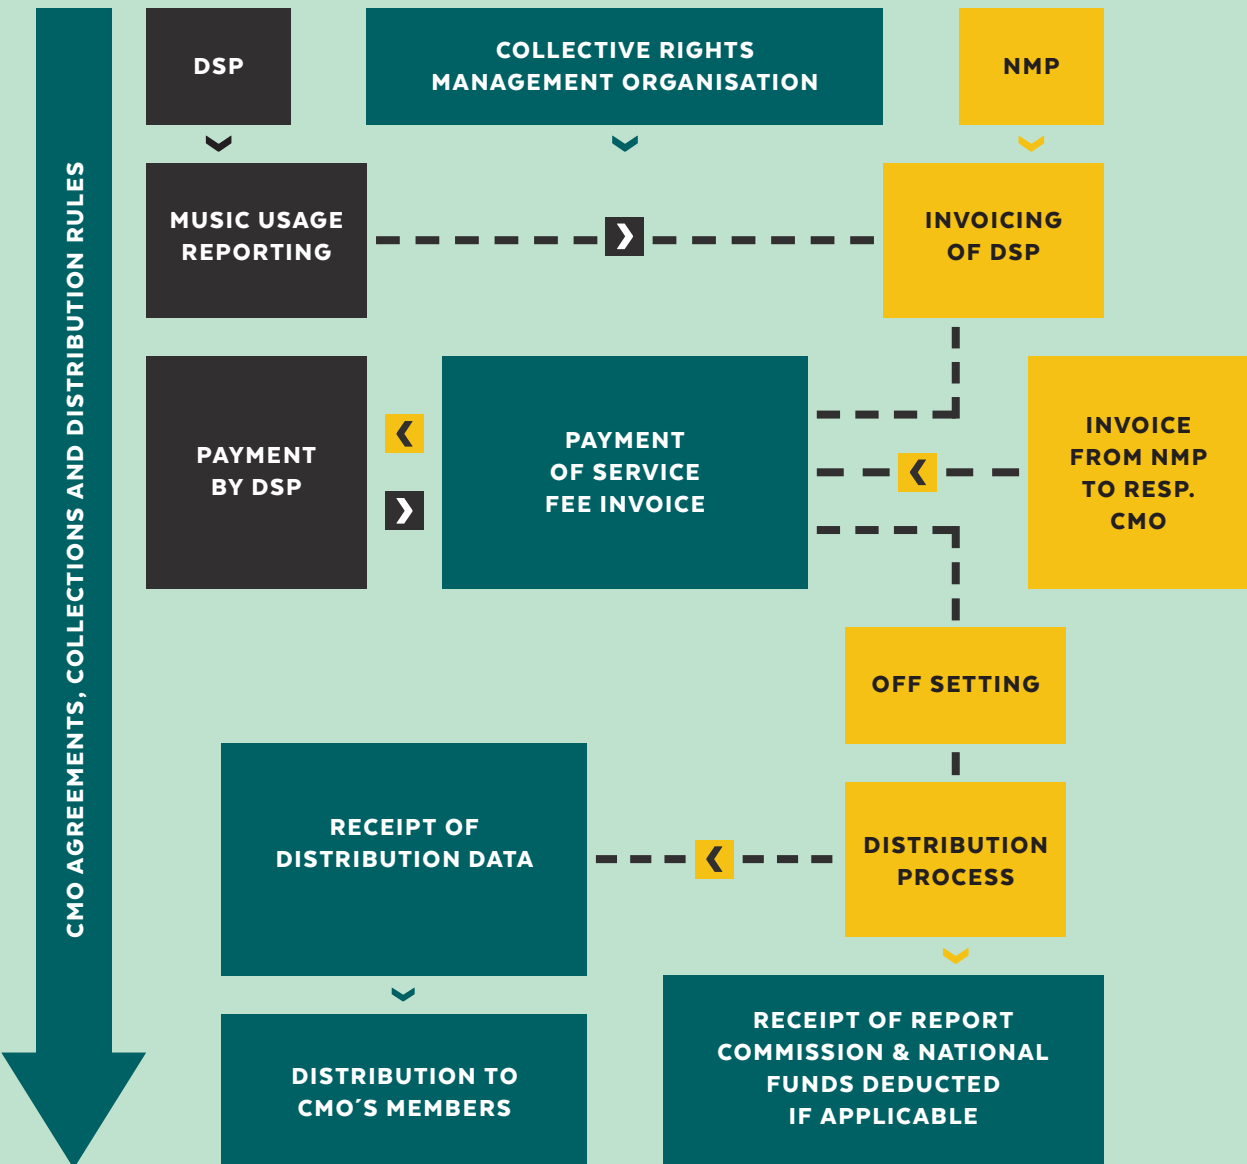 CMO AGREEMENTS, COLLECTIONS AND DISTRIBUTION RULES
DSP
COLLECTIVE RIGHTS
MANAGEMENT ORGANISATION
NMP
MUSIC USAGE
REPORTING
INVOICING
OF DSP
PAYMENT
BY DSP
PAYMENT
OF SERVICE
FEE INVOICE
INVOICE
FROM NMP
TO RESP.
CMO
OFF SETTING
RECEIPT OF
DISTRIBUTION DATA
DISTRIBUTION
PROCESS
DISTRIBUTION TO
CMO´S MEMBERS
RECEIPT OF REPORT
COMMISSION & NATIONAL
FUNDS DEDUCTED
IF APPLICABLE